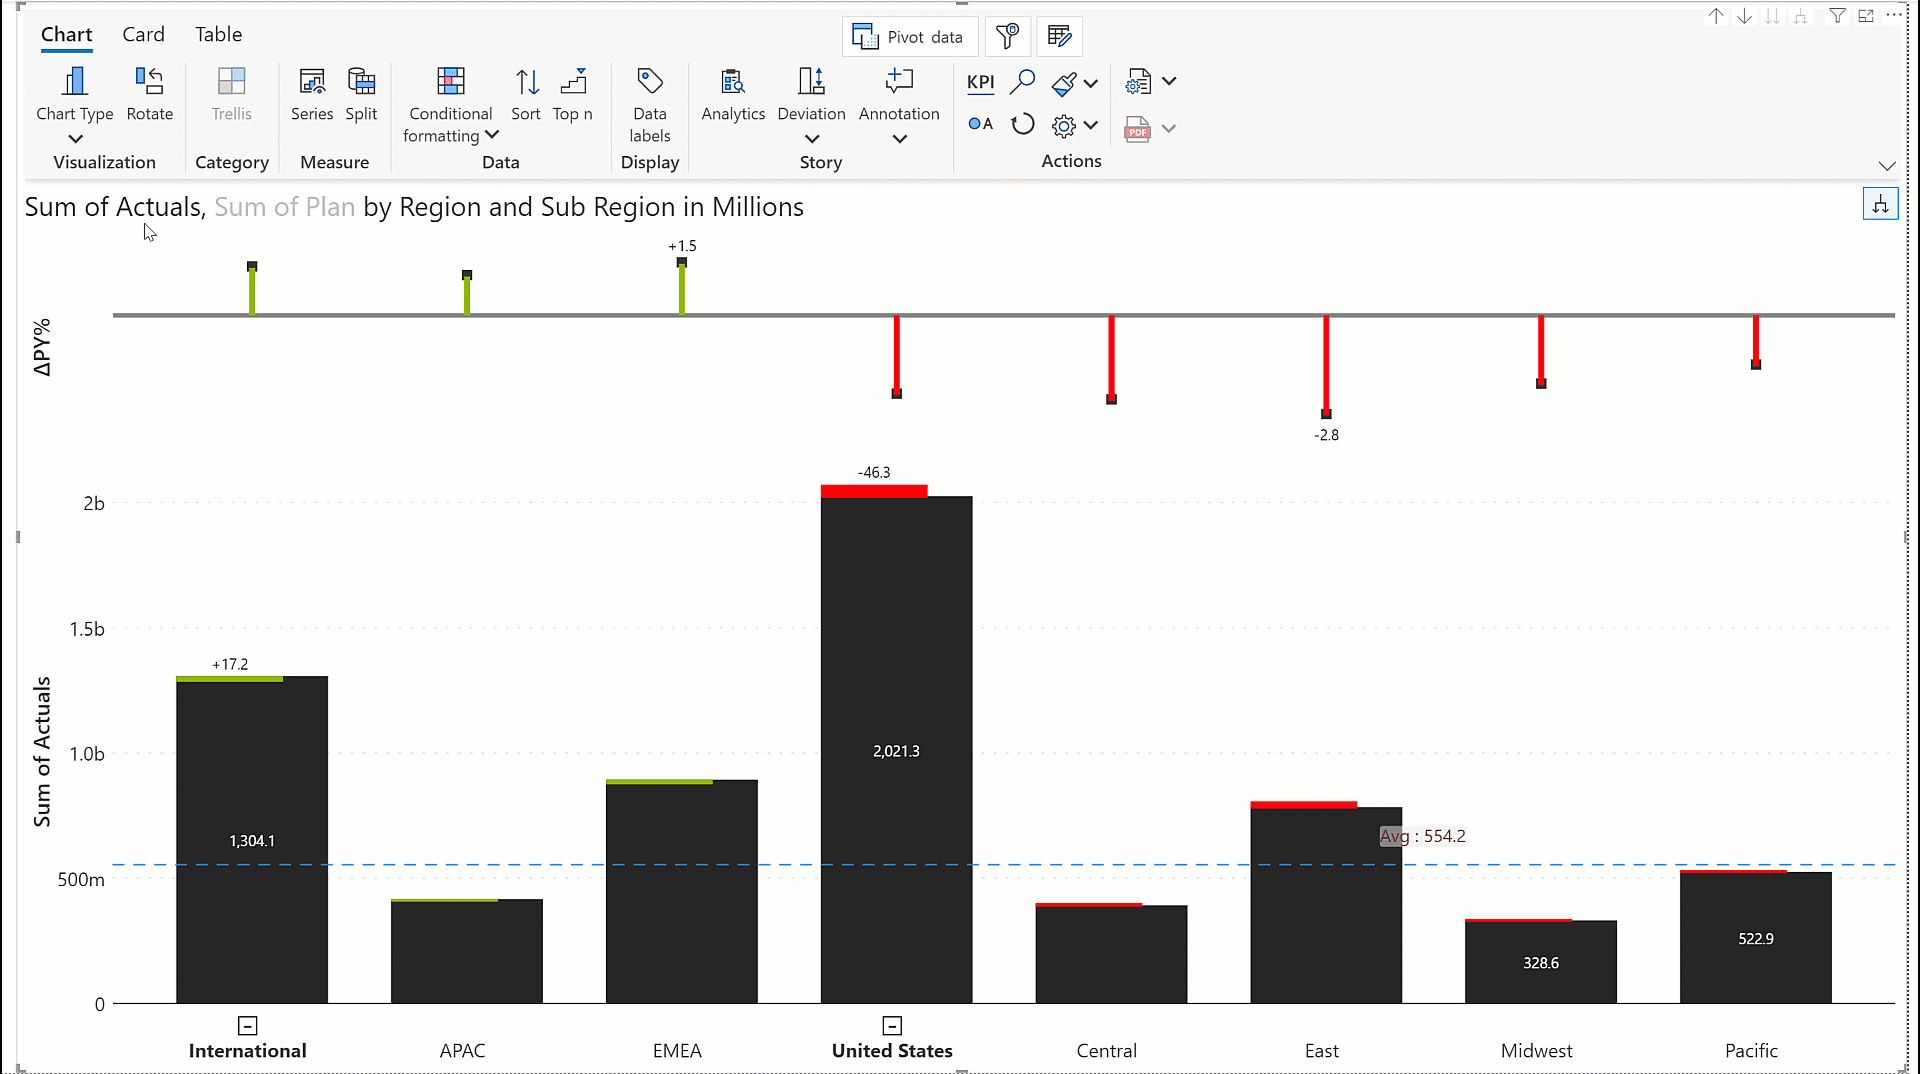 Chart Card Table
Pivot data
Chart Type Rotate
Visualization
Trellis
Category
Series Split
Measure
Conditional
formatting
Sort Top n
Data
Data
labels
Display
Analytics Deviation Annotation
Story
KPI
A
PDF
Actions
Sum of Actuals, Sum of Plan by Region and Sub Region in Millions
+1.5
ΔPY%
-2.8
-46.3
2b
1.5b
+17.2
Sum of Actuals
1.0b
2,021.3
1,304.1
Avg : 554.2
500m
522.9
328.6
0
International APAC EMEA United States Central East Midwest Pacific